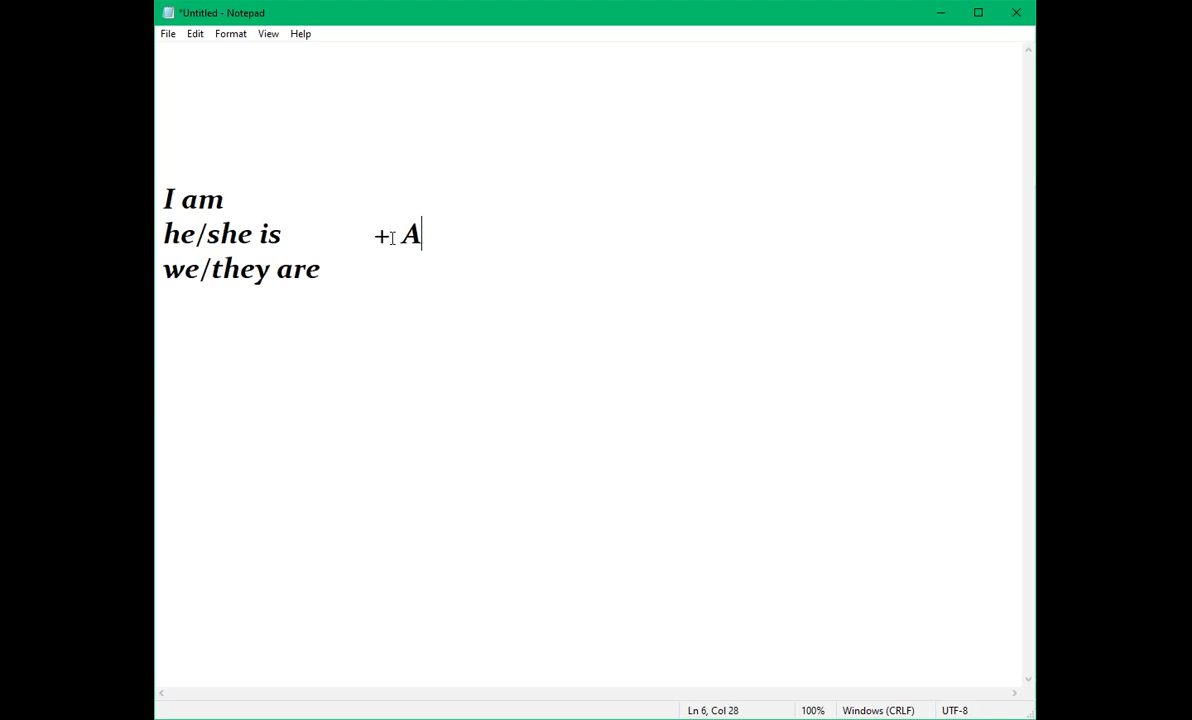 *Untitled - Notepad
File Edit Format View Help
I am
he/she is + A
we/they are
Ln 6, Col 28 100% Windows (CRLF) UTF-8